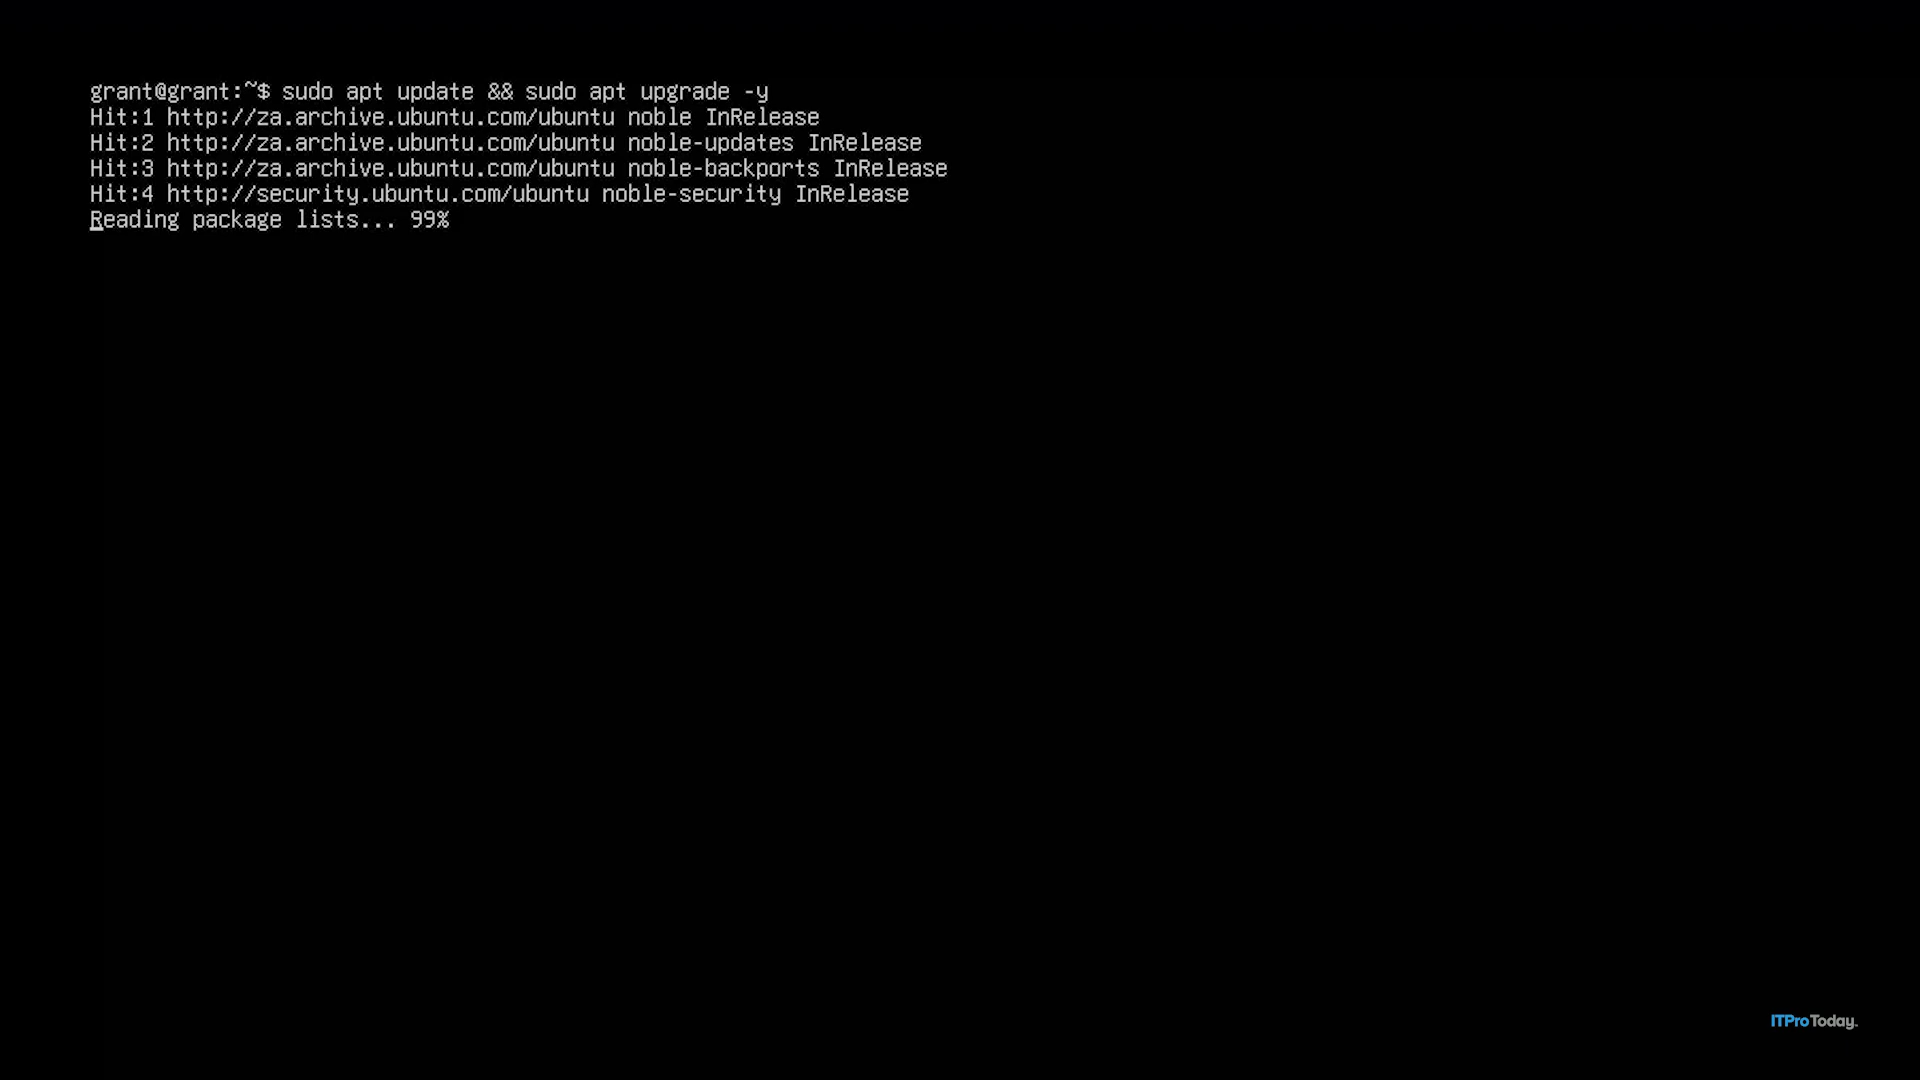 grant@grant:~$ sudo apt update && sudo apt upgrade -y
Hit:1 http://za.archive.ubuntu.com/ubuntu noble InRelease
Hit:2 http://za.archive.ubuntu.com/ubuntu noble-updates InRelease
Hit:3 http://za.archive.ubuntu.com/ubuntu noble-backports InRelease
Hit:4 http://security.ubuntu.com/ubuntu noble-security InRelease
Reading package lists... 99%
ITProToday.